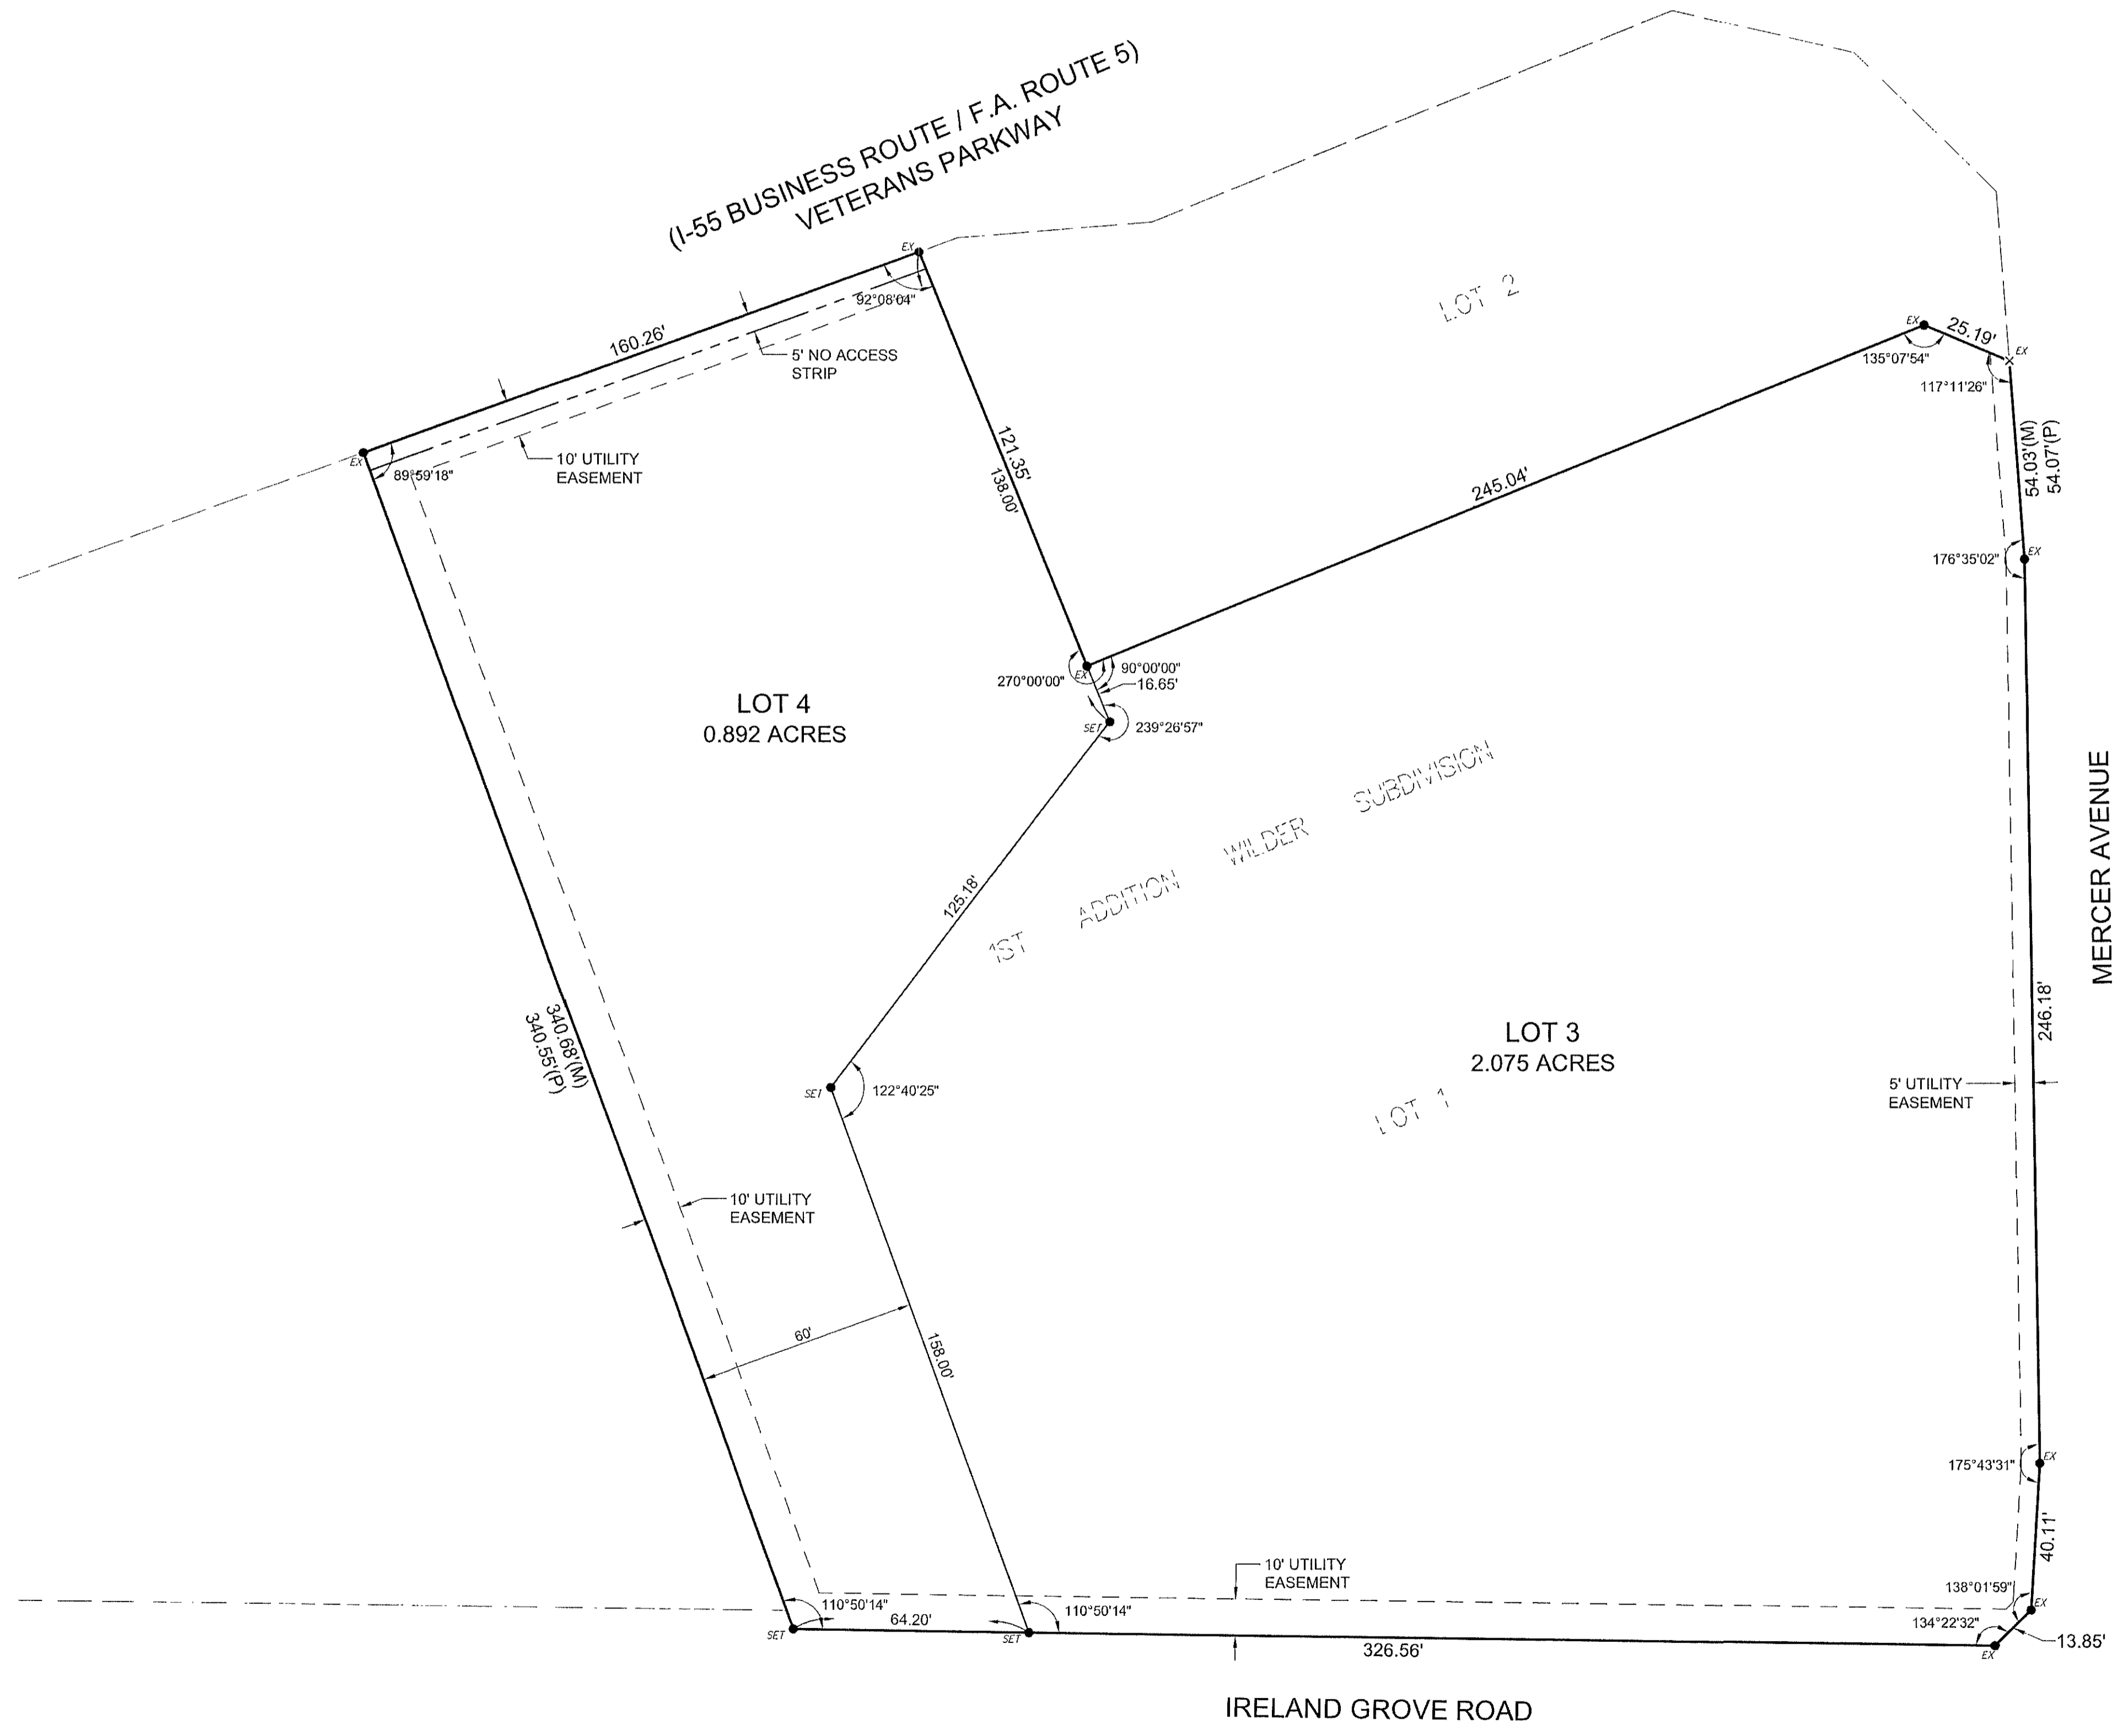 (I-55 BUSINESS ROUTE / F.A. ROUTE 5)
VETERANS PARKWAY
EX
92°08'04"
160.26'
5' NO ACCESS
STRIP
EX
89°59'18"
10' UTILITY
EASEMENT
121.35'
138.00'
LOT 2
EX
25.19'
EX
135°07'54"
117°11'26"
54.03'(M)
54.07'(P)
245.04'
176°35'02"
EX
270°00'00"
EX
90°00'00"
16.65'
SET
239°26'57"
LOT 4
0.892 ACRES
1ST ADDITION WILDER SUBDIVISION
125.18'
MERCER AVENUE
340.68'(M)
340.55'(P)
LOT 3
2.075 ACRES
246.18'
SET
122°40'25"
LOT 1
5' UTILITY
EASEMENT
10' UTILITY
EASEMENT
60'
158.00'
175°43'31"
EX
40.11'
10' UTILITY
EASEMENT
138°01'59"
EX
110°50'14"
64.20'
SET
SET
110°50'14"
134°22'32"
13.85'
EX
326.56'
IRELAND GROVE ROAD